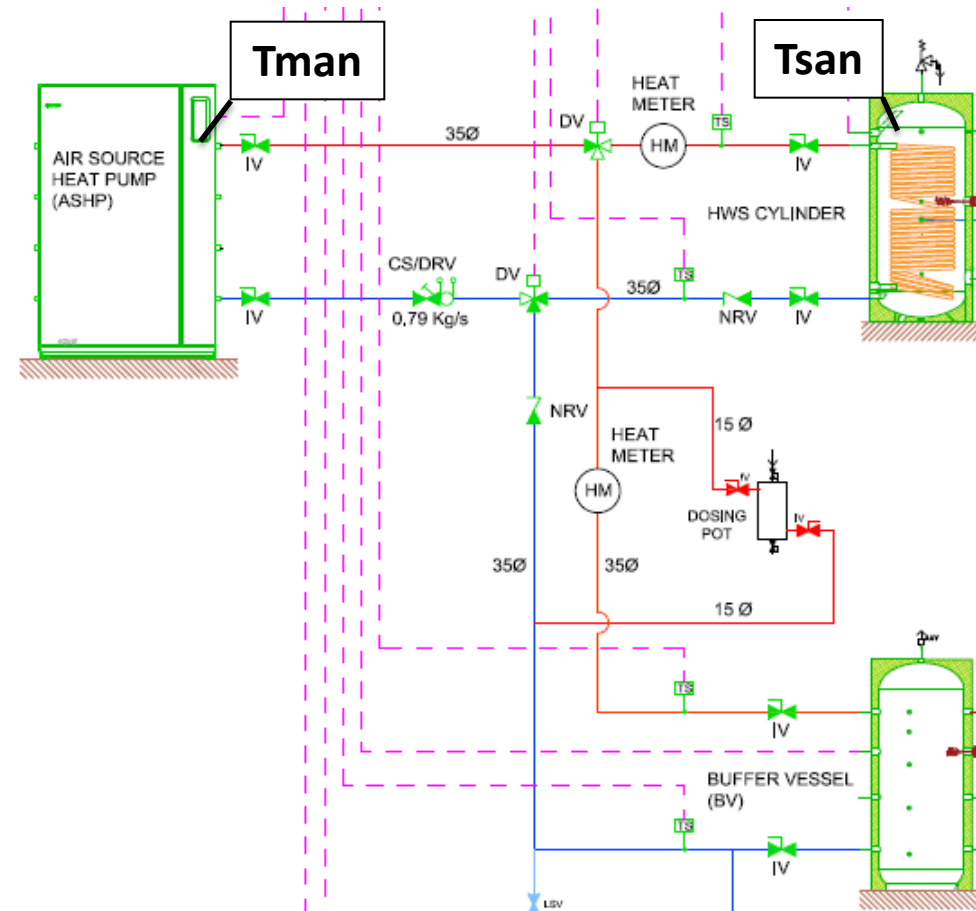 Tman
Tsan
HEAT
METER
DV
TS
35Ø
HM
IV
IV
AIR SOURCE
HEAT PUMP
(ASHP)
HWS CYLINDER
CS/DRV
DV
TS
35Ø
IV
0,79 Kg/s
NRV
IV
NRV
15 Ø
HEAT
METER
HM
IV
DOSING
POT
IV
35Ø
35Ø
15 Ø
TS
IV
BUFFER VESSEL
(BV)
TS
IV
LSV